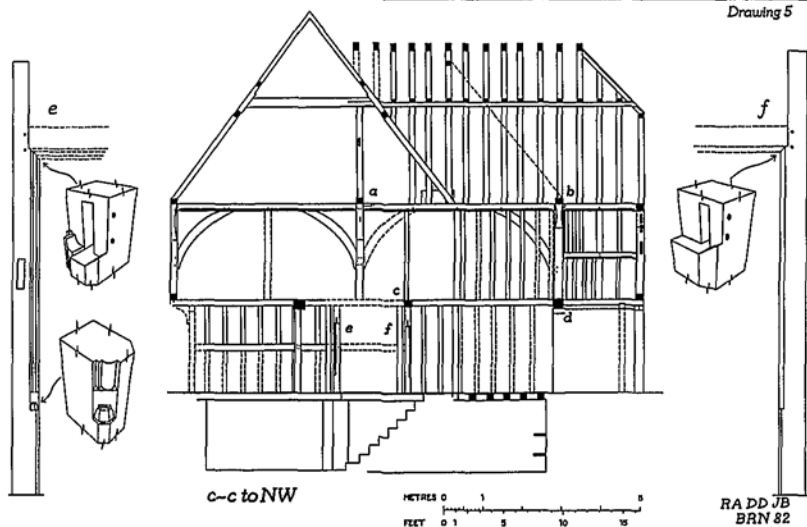 Drawing 5
e
f
a
b
c
e
f
d
c-c to NW
METRES 0 1 5
FEET 0 1 5 10 15
RA DD JB
BRN 82